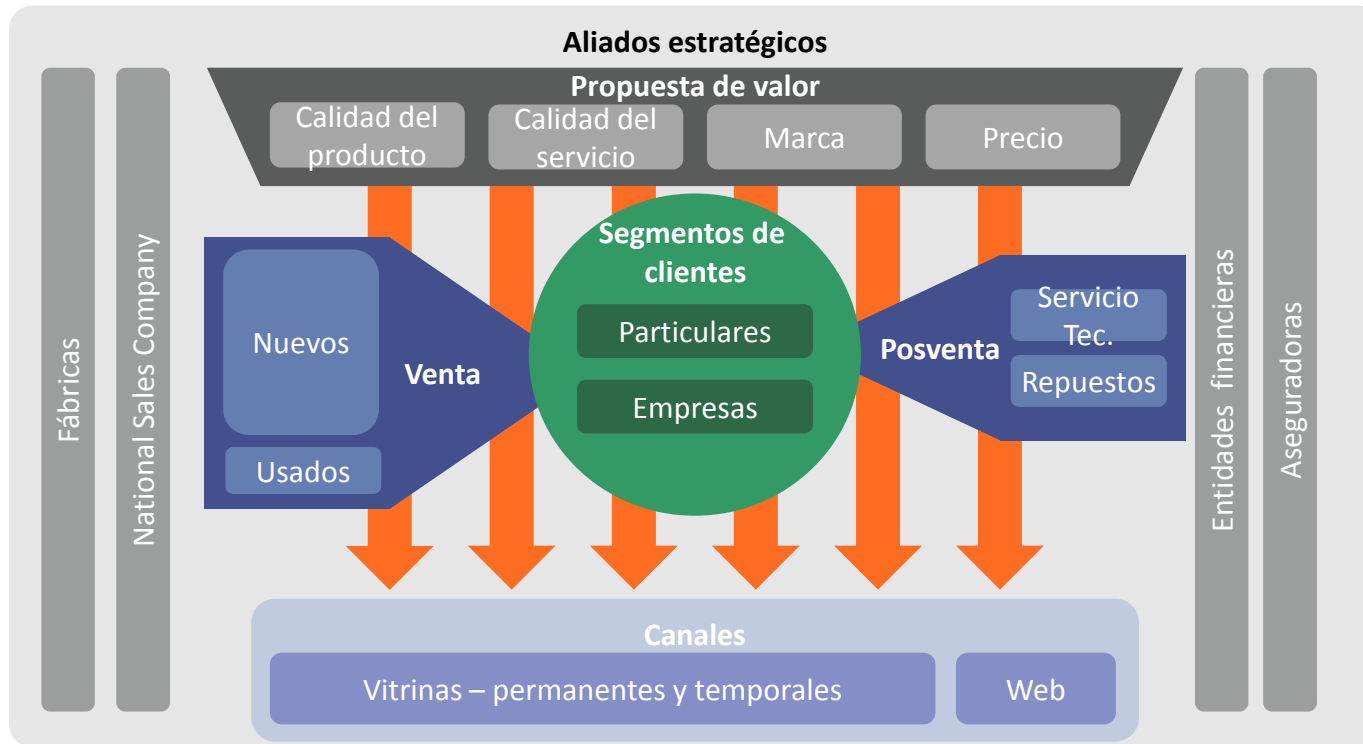 Aliados estratégicos
Propuesta de valor
Calidad del
producto
Calidad del
servicio
Marca
Precio
Fábricas
National Sales Company
Segmentos de
clientes
Particulares
Empresas
Nuevos
Usados
Venta
Posventa
Servicio
Tec.
Repuestos
Entidades financieras
Aseguradoras
Canales
Vitrinas – permanentes y temporales
Web